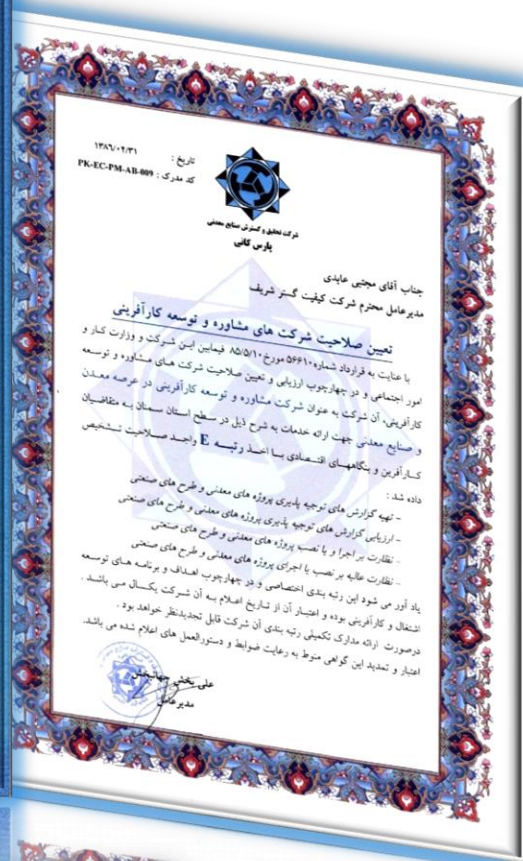 تاریخ : ۱۳۸۶/۰۲/۳۱
کد مدرک : PK-EC-PM-AB-009
شرکت تحقیق و گسترش صنایع معدنی
پارس کانی
جناب آقای مجتبی عابدی
مدیرعامل محترم شرکت کیفیت گستر شریف
تعیین صلاحیت شرکت های مشاوره و توسعه کارآفرینی
با عنایت به قرارداد شماره ۵۶۶۱۰ مورخ ۸۵/۵/۱۰ فیمابین این شرکت و وزارت کار و
امور اجتماعی و در چهارچوب ارزیابی و تعیین صلاحیت شرکت های مشاوره و توسعه
کارآفرینی، آن شرکت به عنوان شرکت مشاوره و توسعه کارآفرینی در عرصه معدن
و صنایع معدنی جهت ارائه خدمات به شرح ذیل در سطح استان سمنان به متقاضیان
کارآفرین و بنگاههای اقتصادی با اخذ رتبه E واجد صلاحیت تشخیص
داده شد :
- تهیه گزارش های توجیه پذیری پروژه های معدنی و طرح های صنعتی
- ارزیابی گزارش های توجیه پذیری پروژه های معدنی و طرح های صنعتی
- نظارت بر اجرا و یا نصب پروژه های معدنی و طرح های صنعتی
- نظارت عالیه بر نصب یا اجرای پروژه های معدنی و طرح های صنعتی
یاد آور می شود این رتبه بندی اختصاصی و در چهارچوب اهداف و برنامه های توسعه
اشتغال و کارآفرینی بوده و اعتبار آن از تاریخ اعلام به آن شرکت یکسال می باشد .
درصورت ارائه مدارک تکمیلی رتبه بندی آن شرکت قابل تجدیدنظر خواهد بود .
اعتبار و تمدید این گواهی منوط به رعایت ضوابط و دستورالعمل های اعلام شده می باشد.
علی بخش جهانبخش
مدیرعامل